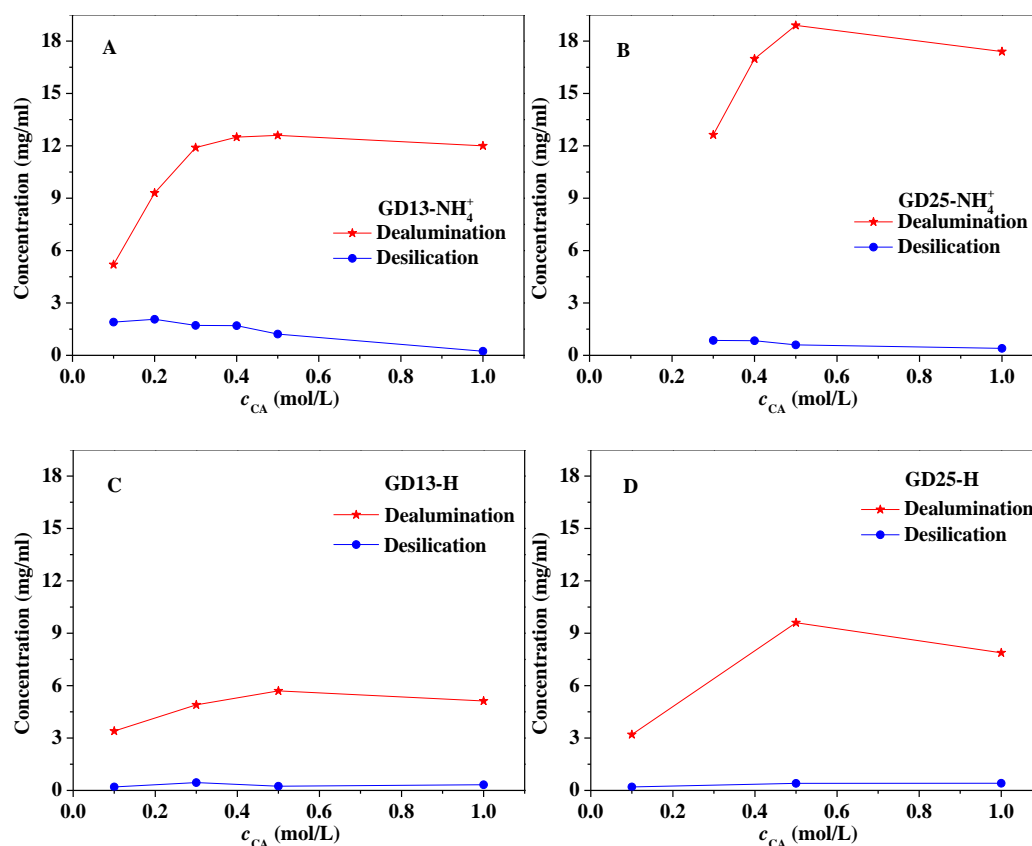 A
GD13-NH₄⁺
Dealumination
Desilication
Concentration (mg/ml)
18
15
12
9
6
3
0
0.0 0.2 0.4 0.6 0.8 1.0
c_CA (mol/L)
B
GD25-NH₄⁺
Dealumination
Desilication
Concentration (mg/ml)
18
15
12
9
6
3
0
0.0 0.2 0.4 0.6 0.8 1.0
c_CA (mol/L)
C
GD13-H
Dealumination
Desilication
Concentration (mg/ml)
18
15
12
9
6
3
0
0.0 0.2 0.4 0.6 0.8 1.0
c_CA (mol/L)
D
GD25-H
Dealumination
Desilication
Concentration (mg/ml)
18
15
12
9
6
3
0
0.0 0.2 0.4 0.6 0.8 1.0
c_CA (mol/L)